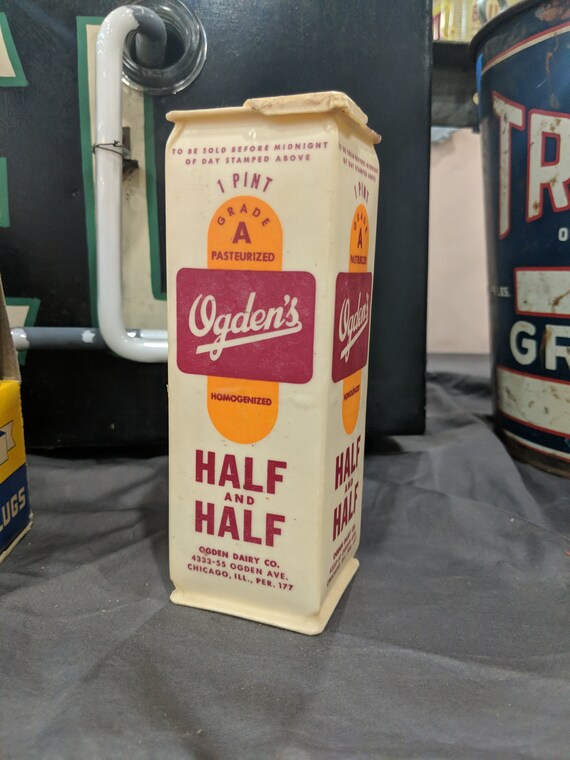 TO BE SOLD BEFORE MIDNIGHT
OF DAY STAMPED ABOVE
1 PINT
GRADE
A
PASTEURIZED
Ogden's
HOMOGENIZED
HALF
AND
HALF
OGDEN DAIRY CO.
4333-55 OGDEN AVE.
CHICAGO, ILL., PER. 177
1 PINT
GRADE
A
PASTEURIZED
Ogden's
HOMOGENIZED
HALF
AND
HALF
LUGS
TR
GR